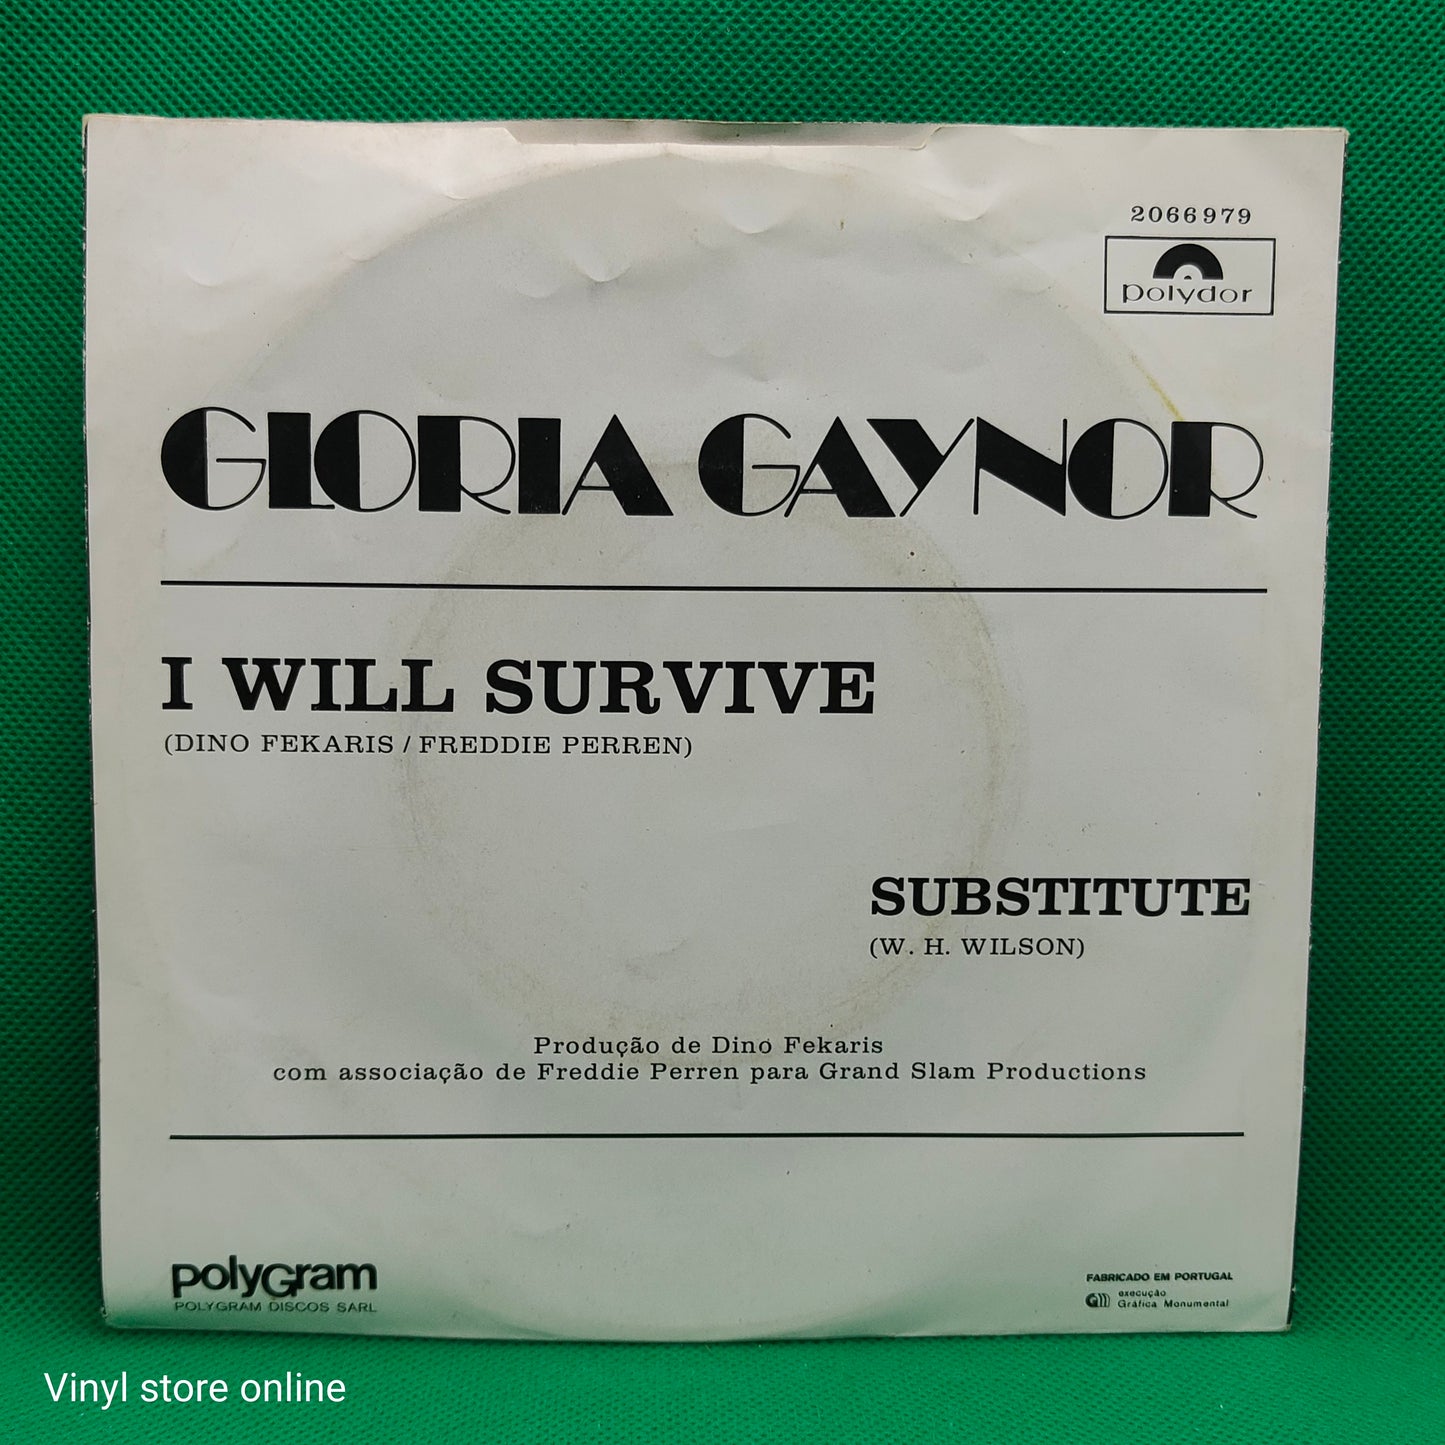 2066979
polydor
GLORIA GAYNOR
I WILL SURVIVE
(DINO FEKARIS / FREDDIE PERREN)
SUBSTITUTE
(W. H. WILSON)
Produção de Dino Fekaris
com associação de Freddie Perren para Grand Slam Productions
polyGram
POLYGRAM DISCOS SARL
FABRICADO EM PORTUGAL
execução
Gráfica Monumental
Vinyl store online